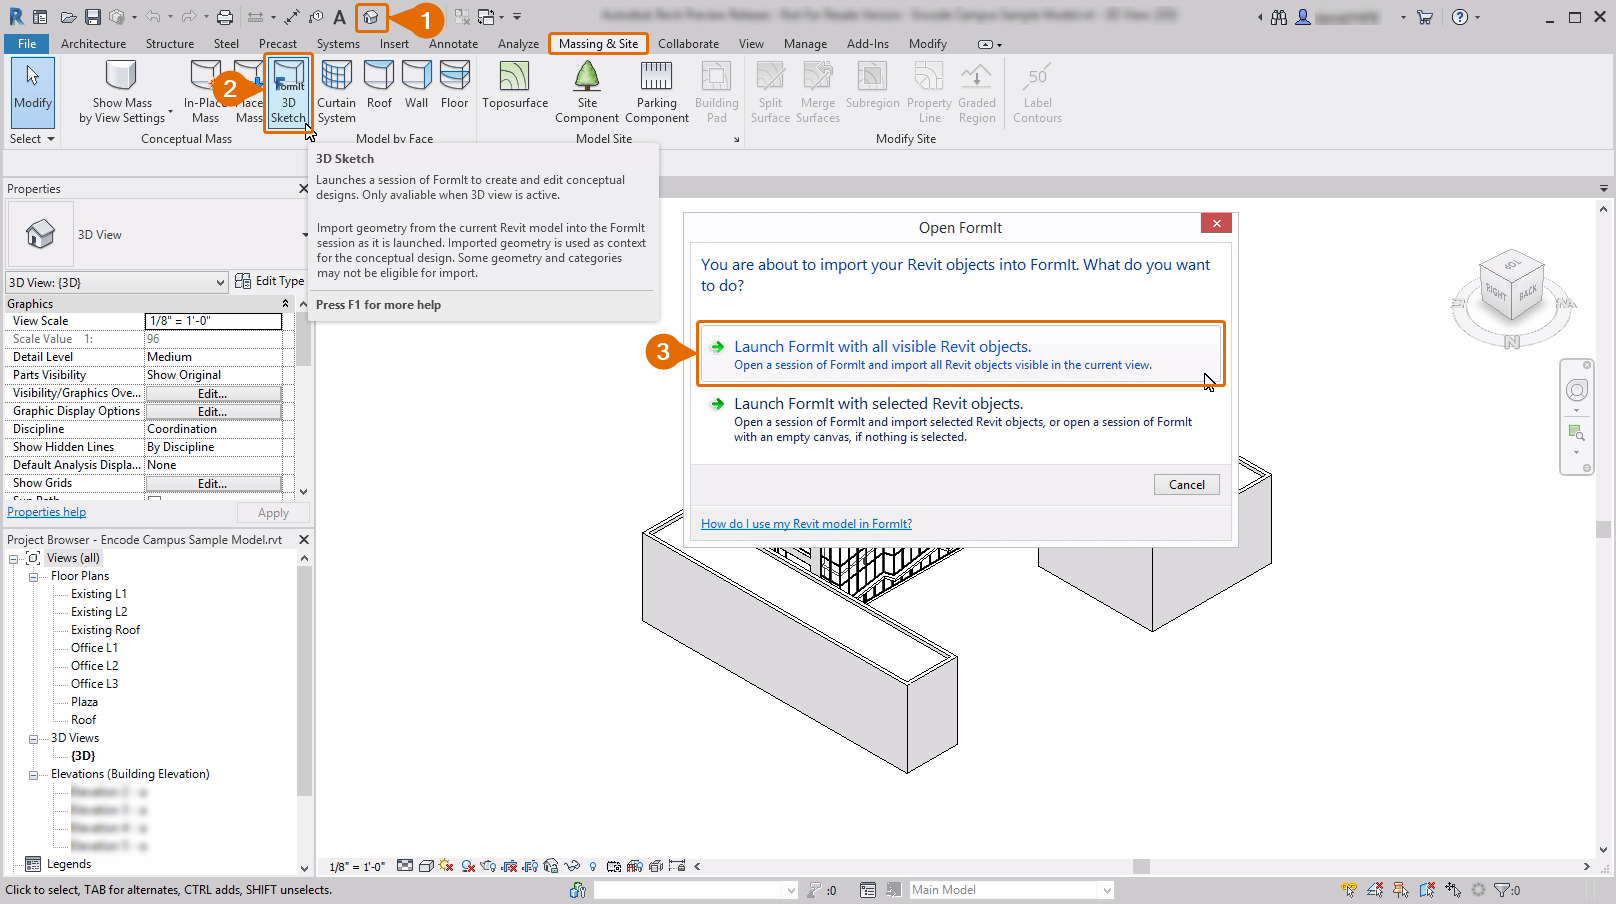 1
File
Architecture
Structure
Steel
Precast
Systems
Insert
Annotate
Analyze
Massing & Site
Collaborate
View
Manage
Add-Ins
Modify
Modify
Show Mass
by View Settings
In-Place
Mass
Place
Mass
2
FormIt
3D
Sketch
Curtain
System
Roof
Wall
Floor
Toposurface
Site
Component
Parking
Component
Building
Pad
Split
Surface
Merge
Surfaces
Subregion
Property
Line
Graded
Region
50
Label
Contours
Select
Conceptual Mass
Model by Face
Model Site
Modify Site
3D Sketch
Launches a session of FormIt to create and edit conceptual
designs. Only avaliable when 3D view is active.
Import geometry from the current Revit model into the FormIt
session as it is launched. Imported geometry is used as context
for the conceptual design. Some geometry and categories
may not be eligible for import.
Press F1 for more help
Properties
3D View
3D View: {3D}
Edit Type
Graphics
View Scale
1/8" = 1'-0"
Scale Value 1:
96
Detail Level
Medium
Parts Visibility
Show Original
Visibility/Graphics Ove...
Edit...
Graphic Display Options
Edit...
Discipline
Coordination
Show Hidden Lines
By Discipline
Default Analysis Displa...
None
Show Grids
Edit...
Sun Path
Properties help
Apply
Project Browser - Encode Campus Sample Model.rvt
Views (all)
Floor Plans
Existing L1
Existing L2
Existing Roof
Office L1
Office L2
Office L3
Plaza
Roof
3D Views
{3D}
Elevations (Building Elevation)
Legends
Open FormIt
You are about to import your Revit objects into FormIt. What do you want
to do?
3
Launch FormIt with all visible Revit objects.
Open a session of FormIt and import all Revit objects visible in the current view.
Launch FormIt with selected Revit objects.
Open a session of FormIt and import selected Revit objects, or open a session of FormIt
with an empty canvas, if nothing is selected.
Cancel
How do I use my Revit model in FormIt?
TOP
RIGHT
BACK
N
1/8" = 1'-0"
Click to select, TAB for alternates, CTRL adds, SHIFT unselects.
:0
Main Model
:0